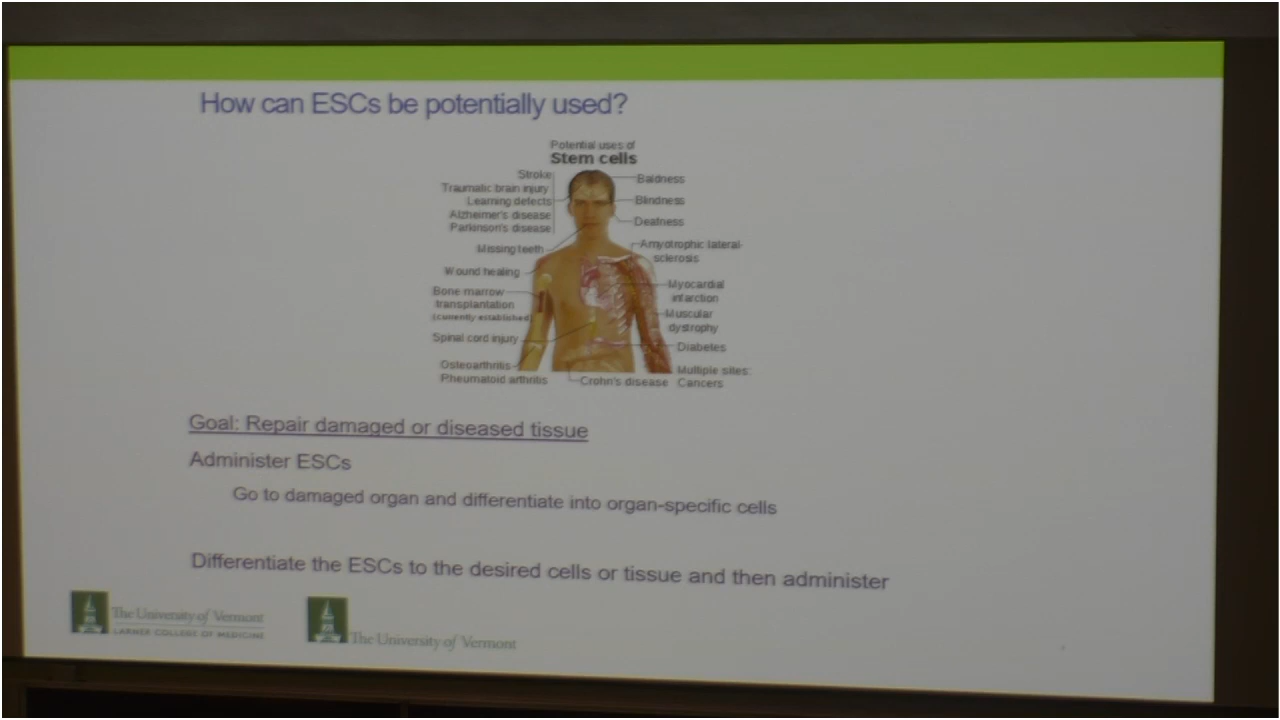 How can ESCs be potentially used?
Potential uses of
Stem cells
Stroke
Traumatic brain injury
Learning defects
Alzheimer's disease
Parkinson's disease
Missing teeth
Wound healing
Bone marrow
transplantation
(currently established)
Spinal cord injury
Osteoarthritis
Rheumatoid arthritis
Baldness
Blindness
Deafness
Amyotrophic lateral-
sclerosis
Myocardial
infarction
Muscular
dystrophy
Diabetes
Multiple sites:
Cancers
Crohn's disease
Goal: Repair damaged or diseased tissue
Administer ESCs
Go to damaged organ and differentiate into organ-specific cells
Differentiate the ESCs to the desired cells or tissue and then administer
The University of Vermont
LARNER COLLEGE OF MEDICINE
The University of Vermont